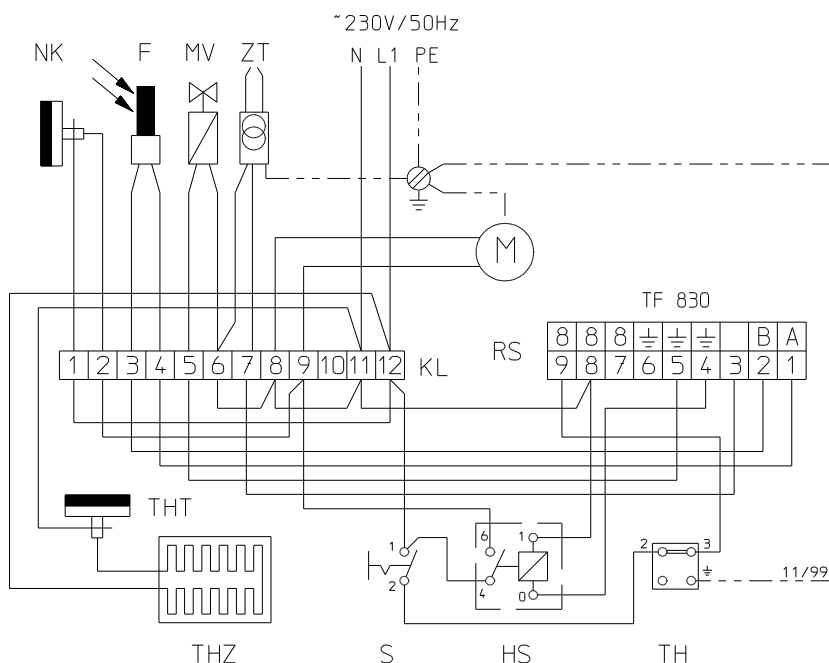 ~230V/50Hz
NK F MV ZT N L1 PE
M
TF 830
8 8 8 B A
RS 9 8 7 6 5 4 3 2 1
1 2 3 4 5 6 7 8 9 10 11 12 KL
THT
6 1
1
2 3
2
4 0
11/99
THZ S HS TH